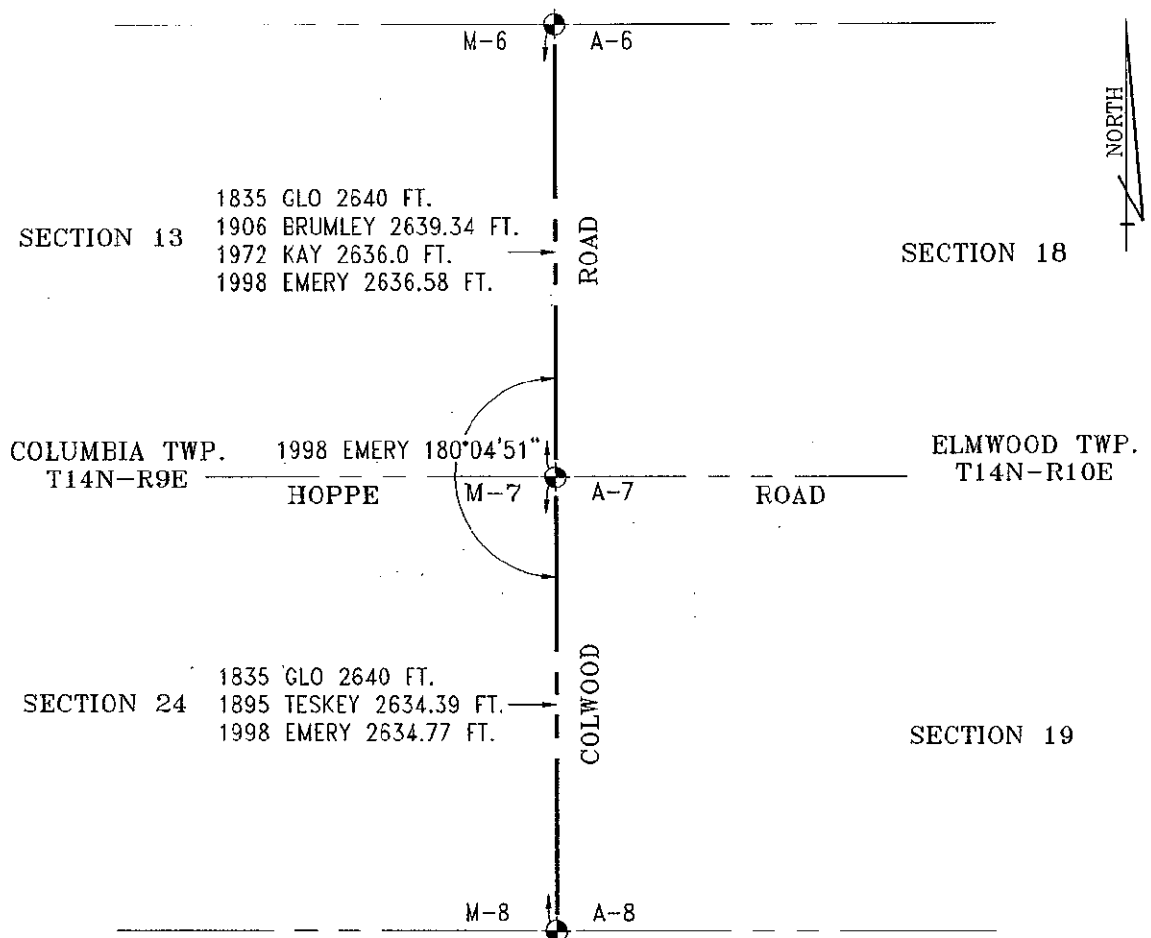 M-6 A-6
NORTH
SECTION 13
1835 GLO 2640 FT.
1906 BRUMLEY 2639.34 FT.
1972 KAY 2636.0 FT.
1998 EMERY 2636.58 FT.
ROAD
SECTION 18
COLUMBIA TWP.
T14N-R9E
1998 EMERY 180°04'51"
HOPPE M-7 A-7 ROAD
ELMWOOD TWP.
T14N-R10E
SECTION 24
1835 GLO 2640 FT.
1895 TESKEY 2634.39 FT.
1998 EMERY 2634.77 FT.
COLWOOD
SECTION 19
M-8 A-8